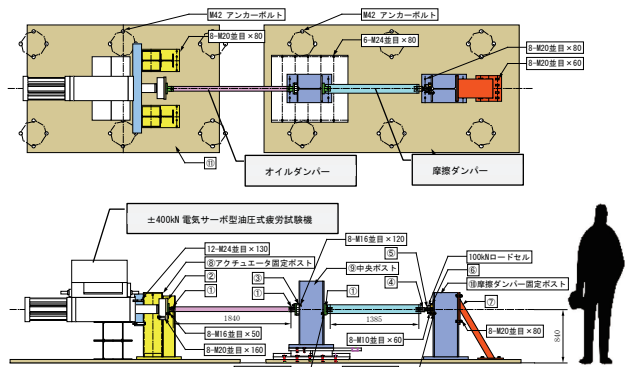 M42 アンカーボルト
M42 アンカーボルト
8-M20並目×80
6-M24並目×80
8-M20並目×80
8-M20並目×60
⑪
オイルダンパー
摩擦ダンパー
±400kN 電気サーボ型油圧式疲労試験機
12-M24並目×130
⑧アクチュエータ固定ポスト
②
①
③
①
8-M16並目×120
⑨中央ポスト
①
⑤
④
100kNロードセル
⑥
⑩摩擦ダンパー固定ポスト
⑦
1840
1385
840
8-M16並目×50
8-M20並目×160
8-M10並目×60
8-M20並目×80